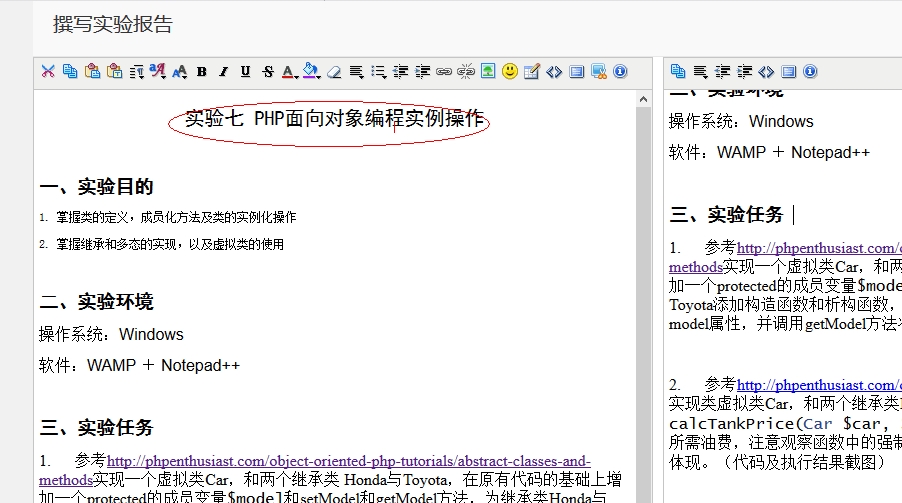 撰写实验报告
实验七 PHP面向对象编程实例操作
一、实验目的
1. 掌握类的定义，成员化方法及类的实例化操作
2. 掌握继承和多态的实现，以及虚拟类的使用
二、实验环境
操作系统：Windows
软件：WAMP ＋ Notepad++
三、实验任务
1. 参考http://phpenthusiast.com/object-oriented-php-tutorials/abstract-classes-and-
methods实现一个虚拟类Car，和两个继承类 Honda与Toyota，在原有代码的基础上增
加一个protected的成员变量$model和setModel和getModel方法，为继承类Honda与
二、实验环境
操作系统：Windows
软件：WAMP ＋ Notepad++
三、实验任务
1. 参考http://phpenthusiast.com/
methods实现一个虚拟类Car，和两
加一个protected的成员变量$mode
Toyota添加构造函数和析构函数，
model属性，并调用getModel方法
2. 参考http://phpenthusiast.com/
实现类虚拟类Car，和两个继承类
calcTankPrice(Car $car,
所需油费，注意观察函数中的强制
体现。（代码及执行结果截图）